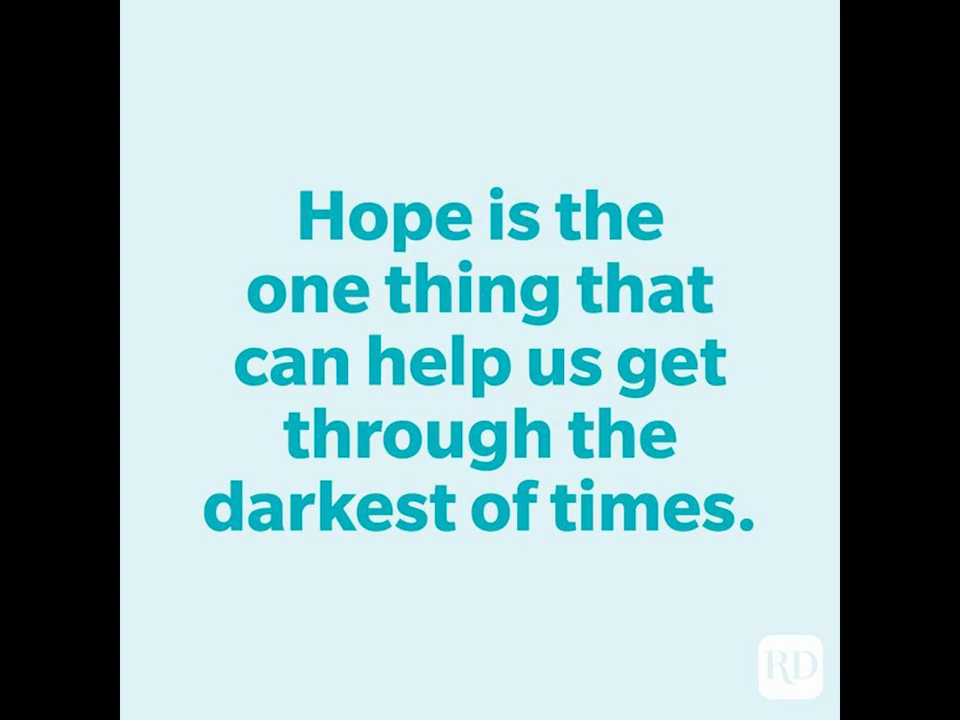 Hope is the
one thing that
can help us get
through the
darkest of times.
RD